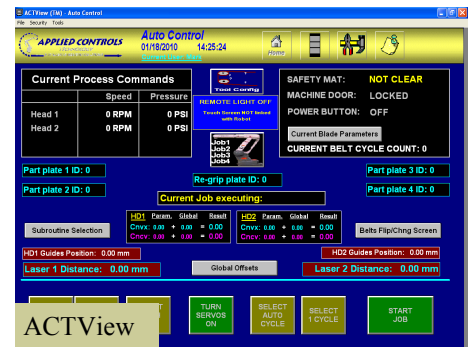 ACTView (TM) - Auto Control
File Security Tools
APPLIED CONTROLS
TECHNOLOGY
Auto Control
01/18/2010 14:25:24
Home
Current Process Commands
Speed Pressure
Head 1 0 RPM 0 PSI
Head 2 0 RPM 0 PSI
Tool Config
REMOTE LIGHT OFF
Touch Screen NOT linked
with Robot
Job1
Job2
Job3
Job4
SAFETY MAT: NOT CLEAR
MACHINE DOOR: LOCKED
POWER BUTTON: OFF
Current Blade Parameters
CURRENT BELT CYCLE COUNT: 0
Part plate 1 ID: 0
Part plate 3 ID: 0
Re-grip plate ID: 0
Part plate 2 ID: 0
Part plate 4 ID: 0
Current Job executing:
HD1 Param. Global Result
Cnvx: 0.00 + 0.00 = 0.00
Cncv: 0.00 + 0.00 = 0.00
HD2 Param. Global Result
Cnvx: 0.00 + 0.00 = 0.00
Cncv: 0.00 + 0.00 = 0.00
Subroutine Selection
Belts Flip/Chng Screen
HD1 Guides Position: 0.00 mm
HD2 Guides Position: 0.00 mm
Laser 1 Distance: 0.00 mm
Global Offsets
Laser 2 Distance: 0.00 mm
TURN
SERVOS
ON
SELECT
AUTO
CYCLE
SELECT
1 CYCLE
START
JOB
ACTView